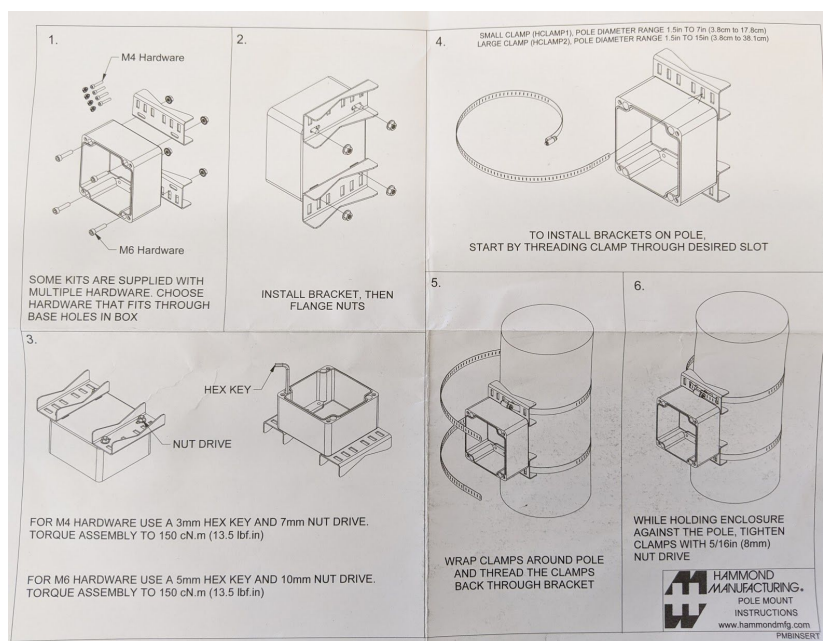 1.
M4 Hardware
M6 Hardware
SOME KITS ARE SUPPLIED WITH
MULTIPLE HARDWARE. CHOOSE
HARDWARE THAT FITS THROUGH
BASE HOLES IN BOX
2.
INSTALL BRACKET, THEN
FLANGE NUTS
3.
NUT DRIVE
HEX KEY
FOR M4 HARDWARE USE A 3mm HEX KEY AND 7mm NUT DRIVE.
TORQUE ASSEMBLY TO 150 cN.m (13.5 lbf.in)
FOR M6 HARDWARE USE A 5mm HEX KEY AND 10mm NUT DRIVE.
TORQUE ASSEMBLY TO 150 cN.m (13.5 lbf.in)
4.
SMALL CLAMP (HCLAMP1), POLE DIAMETER RANGE 1.5in TO 7in (3.8cm to 17.8cm)
LARGE CLAMP (HCLAMP2), POLE DIAMETER RANGE 1.5in TO 15in (3.8cm to 38.1cm)
TO INSTALL BRACKETS ON POLE,
START BY THREADING CLAMP THROUGH DESIRED SLOT
5.
WRAP CLAMPS AROUND POLE
AND THREAD THE CLAMPS
BACK THROUGH BRACKET
6.
WHILE HOLDING ENCLOSURE
AGAINST THE POLE, TIGHTEN
CLAMPS WITH 5/16in (8mm)
NUT DRIVE
HAMMOND
MANUFACTURING®
POLE MOUNT
INSTRUCTIONS
www.hammondmfg.com
PMBINSERT